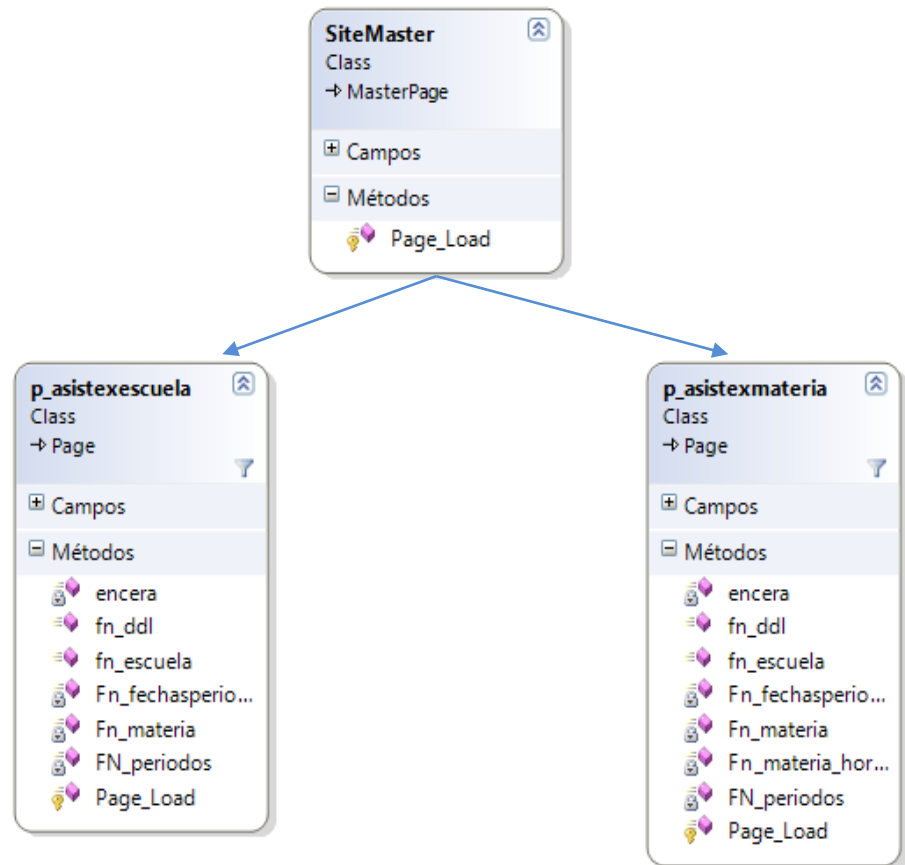 SiteMaster
Class
MasterPage
Campos
Métodos
Page_Load
p_asistexescuela
Class
Page
Campos
Métodos
encera
fn_ddl
fn_escuela
Fn_fechasperio...
Fn_materia
FN_periodos
Page_Load
p_asistexmateria
Class
Page
Campos
Métodos
encera
fn_ddl
fn_escuela
Fn_fechasperio...
Fn_materia
Fn_materia_hor...
FN_periodos
Page_Load